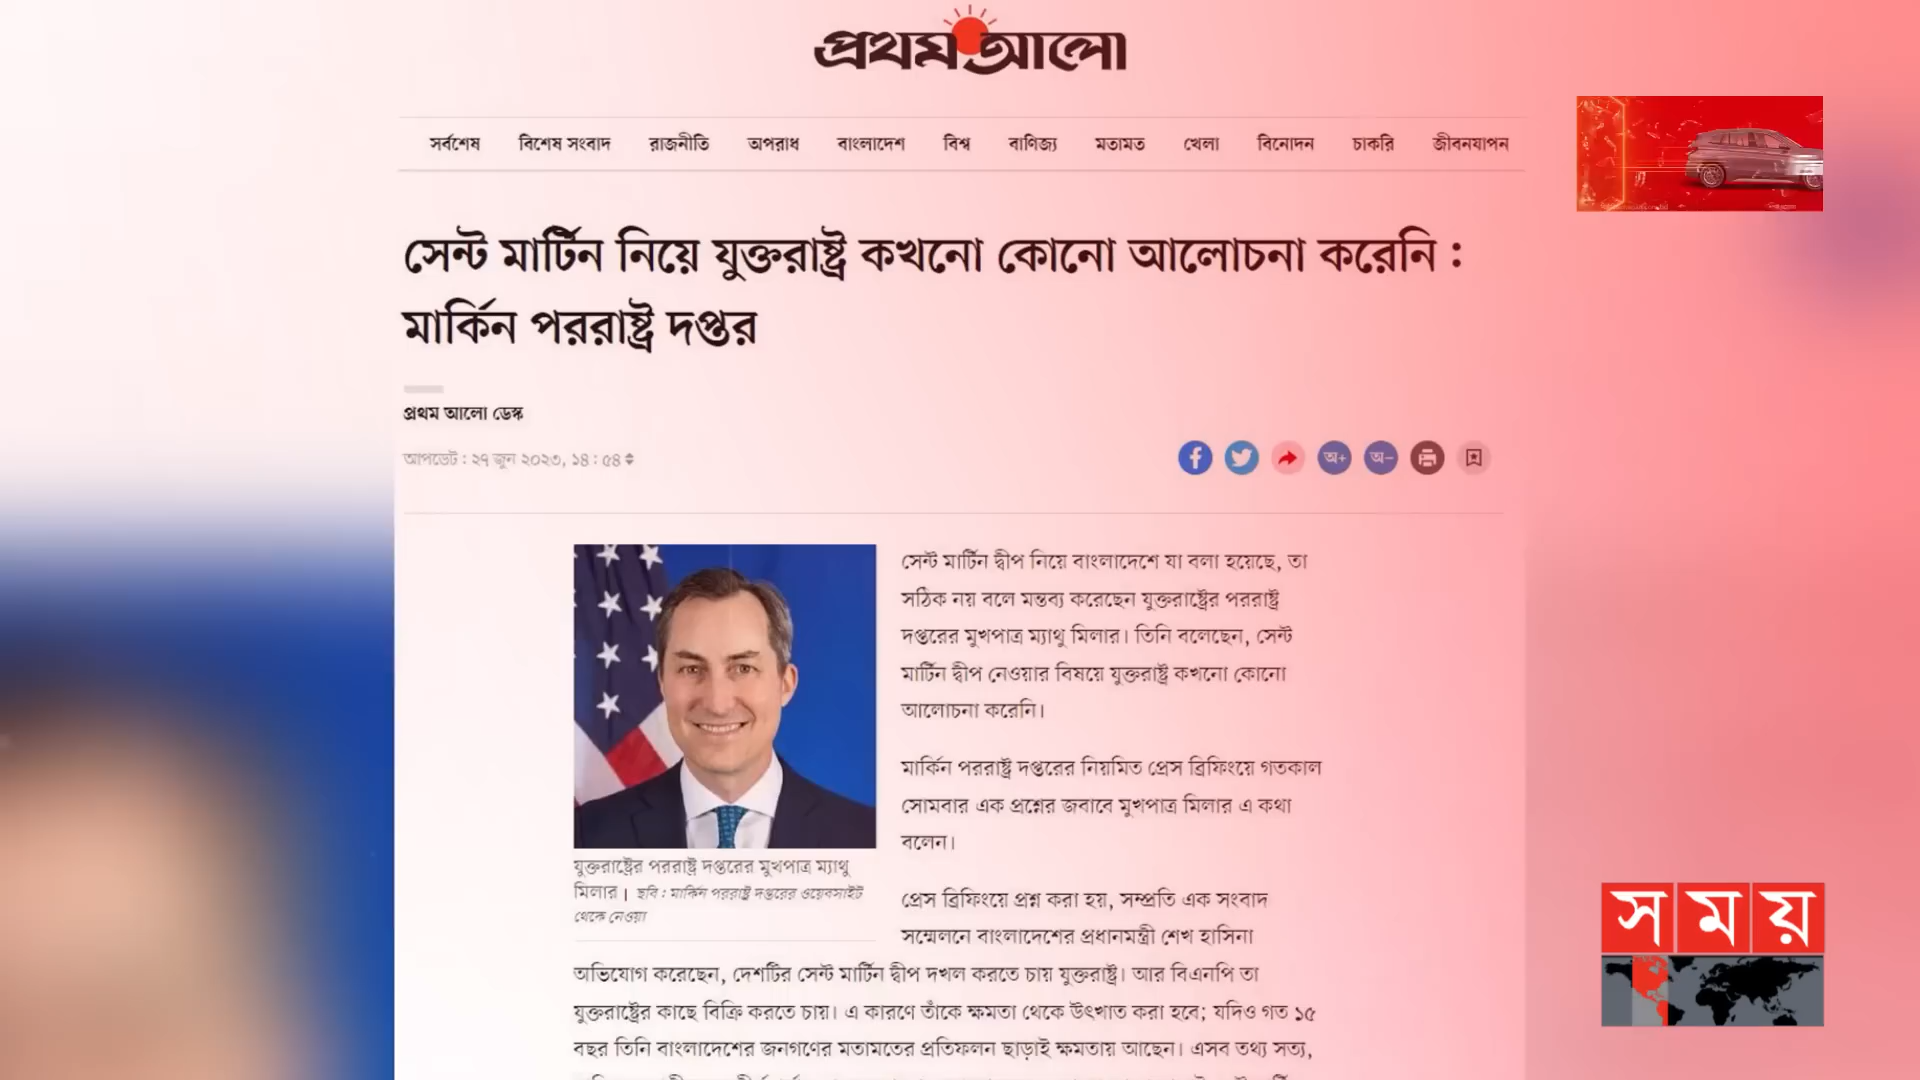 প্রথম আলো
সর্বশেষ বিশেষ সংবাদ রাজনীতি অপরাধ বাংলাদেশ বিশ্ব বাণিজ্য মতামত খেলা বিনোদন চাকরি জীবনযাপন
সেন্ট মার্টিন নিয়ে যুক্তরাষ্ট্র কখনো কোনো আলোচনা করেনি :
মার্কিন পররাষ্ট্র দপ্তর
প্রথম আলো ডেস্ক
আপডেট : ২৭ জুন ২০২৩, ১৪ : ৫৪
অ+ অ−
সেন্ট মার্টিন দ্বীপ নিয়ে বাংলাদেশে যা বলা হয়েছে, তা
সঠিক নয় বলে মন্তব্য করেছেন যুক্তরাষ্ট্রের পররাষ্ট্র
দপ্তরের মুখপাত্র ম্যাথু মিলার। তিনি বলেছেন, সেন্ট
মার্টিন দ্বীপ নেওয়ার বিষয়ে যুক্তরাষ্ট্র কখনো কোনো
আলোচনা করেনি।
মার্কিন পররাষ্ট্র দপ্তরের নিয়মিত প্রেস ব্রিফিংয়ে গতকাল
সোমবার এক প্রশ্নের জবাবে মুখপাত্র মিলার এ কথা
বলেন।
যুক্তরাষ্ট্রের পররাষ্ট্র দপ্তরের মুখপাত্র ম্যাথু
মিলার। ছবি : মার্কিন পররাষ্ট্র দপ্তরের ওয়েবসাইট
থেকে নেওয়া
প্রেস ব্রিফিংয়ে প্রশ্ন করা হয়, সম্প্রতি এক সংবাদ
সম্মেলনে বাংলাদেশের প্রধানমন্ত্রী শেখ হাসিনা
অভিযোগ করেছেন, দেশটির সেন্ট মার্টিন দ্বীপ দখল করতে চায় যুক্তরাষ্ট্র। আর বিএনপি তা
যুক্তরাষ্ট্রের কাছে বিক্রি করতে চায়। এ কারণে তাঁকে ক্ষমতা থেকে উৎখাত করা হবে; যদিও গত ১৫
বছর তিনি বাংলাদেশের জনগণের মতামতের প্রতিফলন ছাড়াই ক্ষমতায় আছেন। এসব তথ্য সত্য,
সময়